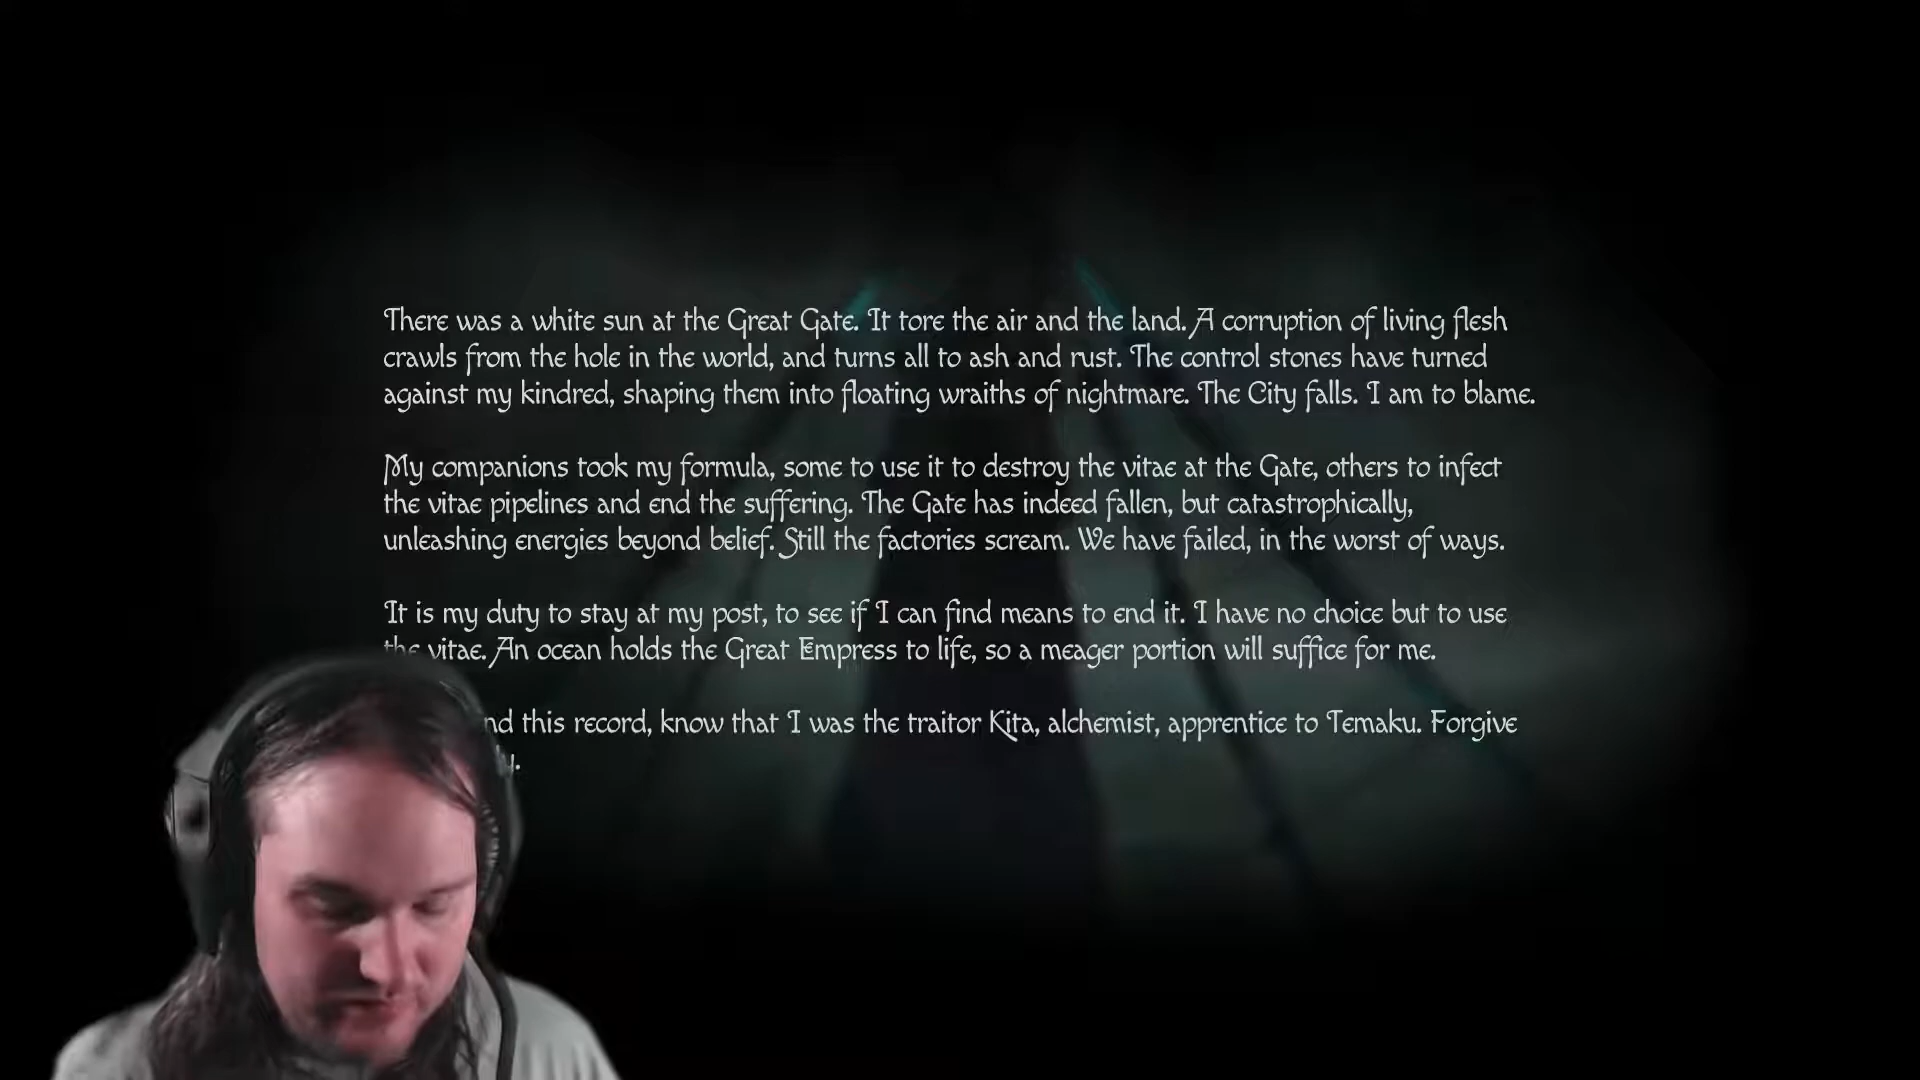 There was a white sun at the Great Gate. It tore the air and the land. A corruption of living flesh
crawls from the hole in the world, and turns all to ash and rust. The control stones have turned
against my kindred, shaping them into floating wraiths of nightmare. The City falls. I am to blame.
My companions took my formula, some to use it to destroy the vitae at the Gate, others to infect
the vitae pipelines and end the suffering. The Gate has indeed fallen, but catastrophically,
unleashing energies beyond belief. Still the factories scream. We have failed, in the worst of ways.
It is my duty to stay at my post, to see if I can find means to end it. I have no choice but to use
the vitae. An ocean holds the Great Empress to life, so a meager portion will suffice for me.
this record, know that I was the traitor Kita, alchemist, apprentice to Temaku. Forgive